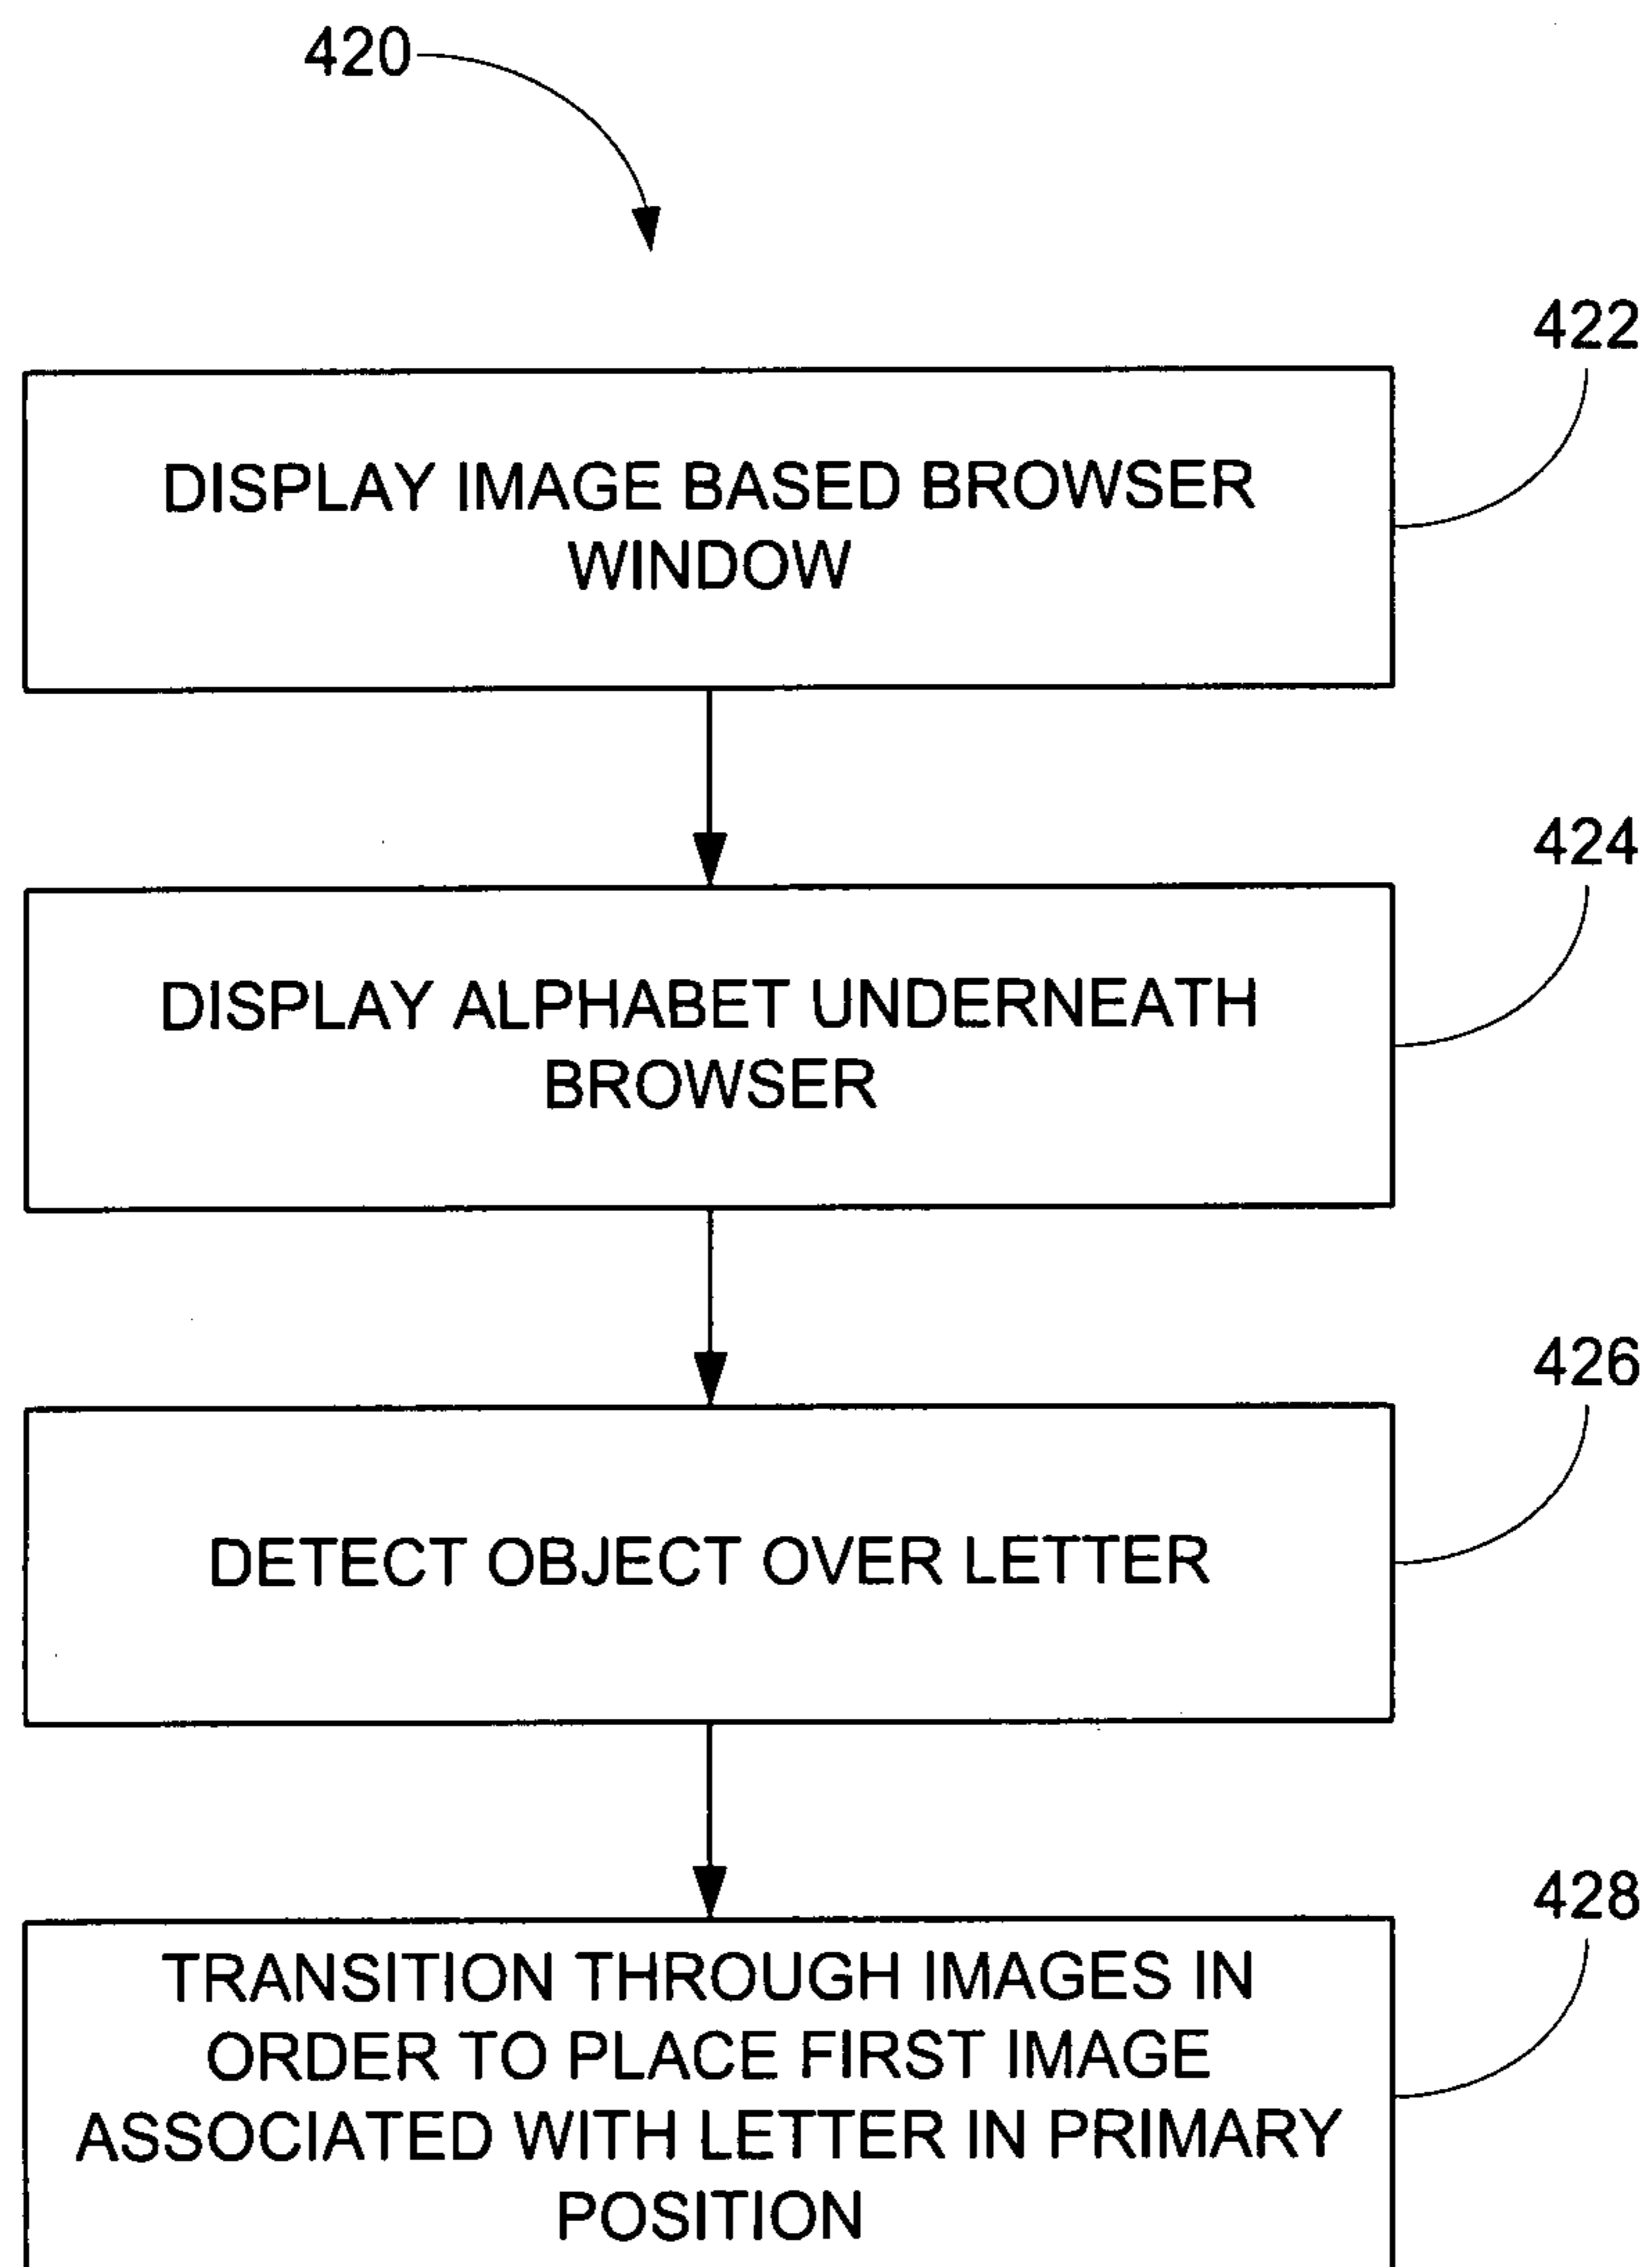 420
422
DISPLAY IMAGE BASED BROWSER
WINDOW
424
DISPLAY ALPHABET UNDERNEATH
BROWSER
426
DETECT OBJECT OVER LETTER
428
TRANSITION THROUGH IMAGES IN
ORDER TO PLACE FIRST IMAGE
ASSOCIATED WITH LETTER IN PRIMARY
POSITION